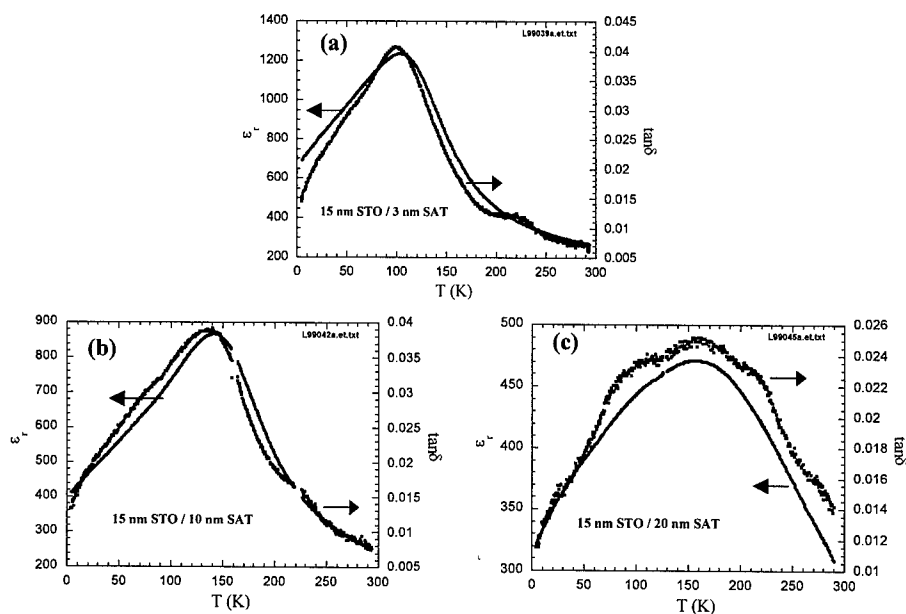 (a)
L99039a.et.txt
1400
1200
1000
800
600
400
200
εr
0.045
0.04
0.035
0.03
0.025
0.02
0.015
0.01
0.005
tanδ
15 nm STO / 3 nm SAT
0 50 100 150 200 250 300
T (K)
(b)
L99042a.et.txt
900
800
700
600
500
400
300
200
εr
0.04
0.035
0.03
0.025
0.02
0.015
0.01
0.005
tanδ
15 nm STO / 10 nm SAT
0 50 100 150 200 250 300
T (K)
(c)
L99045a.et.txt
500
470
450
430
390
370
350
330
300
εr
0.026
0.024
0.022
0.02
0.018
0.016
0.014
0.012
0.01
tanδ
15 nm STO / 20 nm SAT
0 50 100 150 200 250 300
T (K)